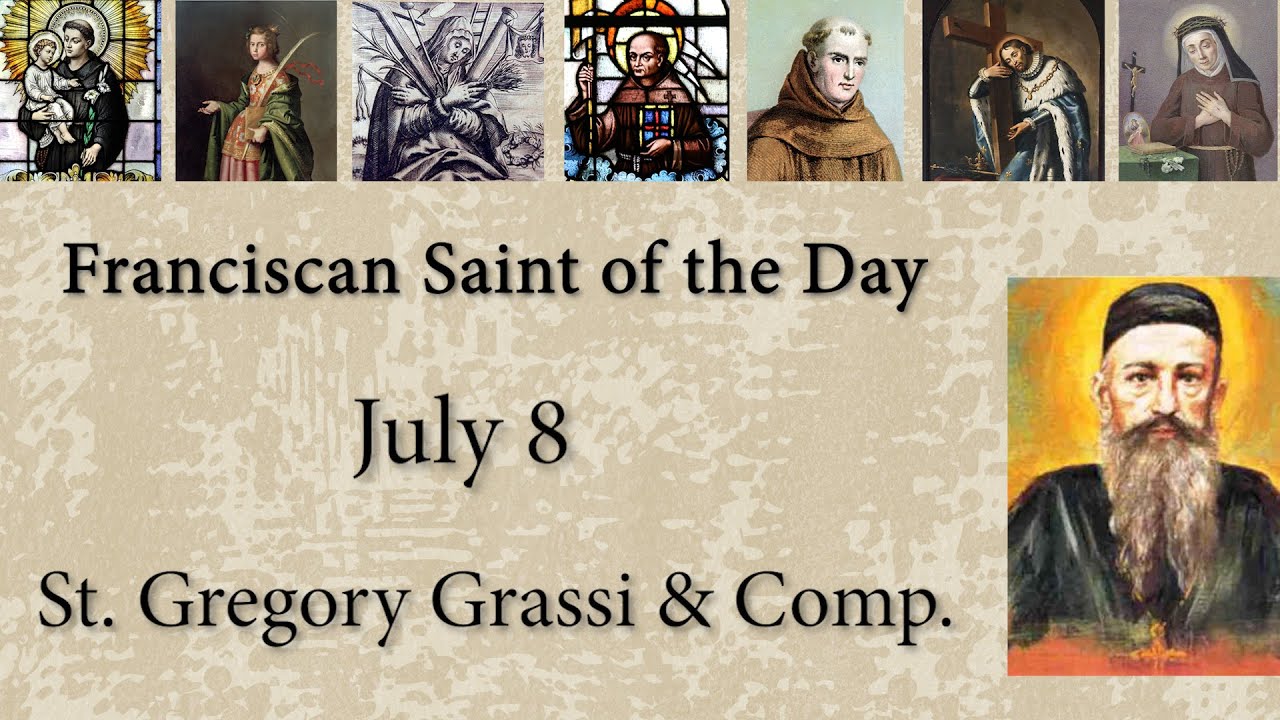 Franciscan Saint of the Day
July 8
St. Gregory Grassi & Comp.